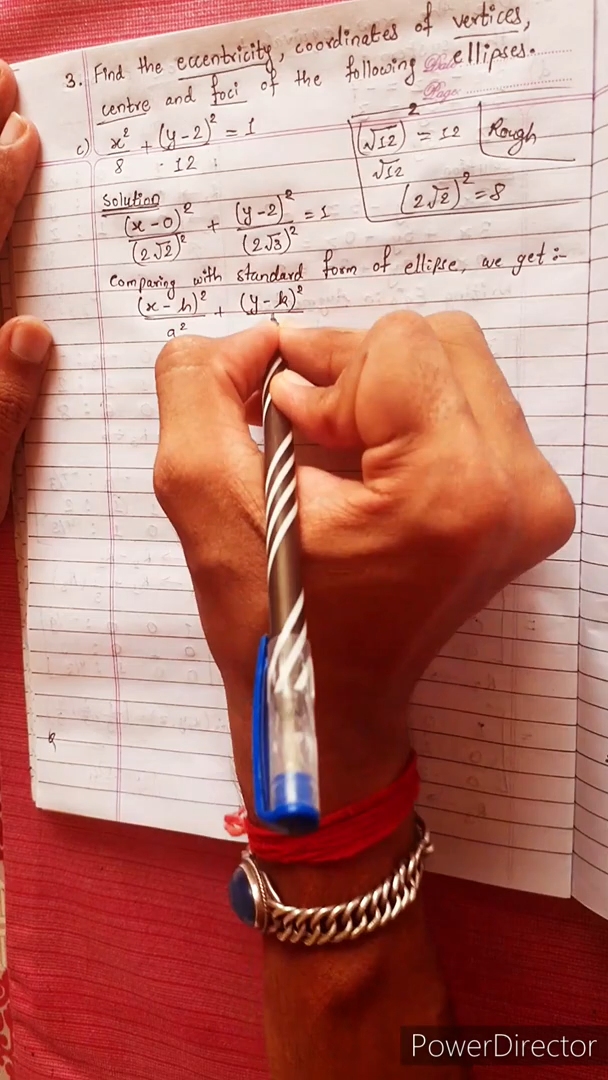 3. Find the eccentricity, coordinates of vertices,
centre and foci of the following ellipses.
Date
Page
c) x²/8 + (y-2)²/12 = 1
(√12)² = 12 Rough
√12
(2√2)² = 8
Solution
(x-0)²/(2√2)² + (y-2)²/(2√3)² = 1
Comparing with standard form of ellipse, we get :-
(x-h)²/a² + (y-k)²
PowerDirector